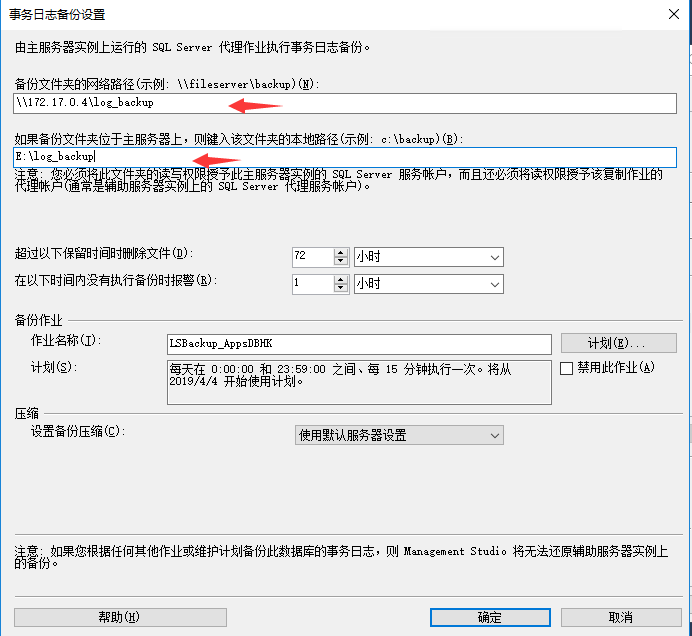 事务日志备份设置
由主服务器实例上运行的 SQL Server 代理作业执行事务日志备份。
备份文件夹的网络路径(示例: \\fileserver\backup)(N):
\\172.17.0.4\log_backup
如果备份文件夹位于主服务器上，则键入该文件夹的本地路径(示例: c:\backup)(B):
E:\log_backup
注意: 您必须将此文件夹的读写权限授予此主服务器实例的 SQL Server 服务帐户，而且还必须将读权限授予该复制作业的
代理帐户(通常是辅助服务器实例上的 SQL Server 代理服务帐户)。
超过以下保留时间时删除文件(D): 72 小时
在以下时间内没有执行备份时报警(R): 1 小时
备份作业
作业名称(I): LSBackup_AppsDBHK 计划(E)...
计划(S): 每天在 0:00:00 和 23:59:00 之间、每 15 分钟执行一次。将从 禁用此作业(A)
2019/4/4 开始使用计划。
压缩
设置备份压缩(C): 使用默认服务器设置
注意: 如果您根据任何其他作业或维护计划备份此数据库的事务日志，则 Management Studio 将无法还原辅助服务器实例上
的备份。
帮助(H) 确定 取消